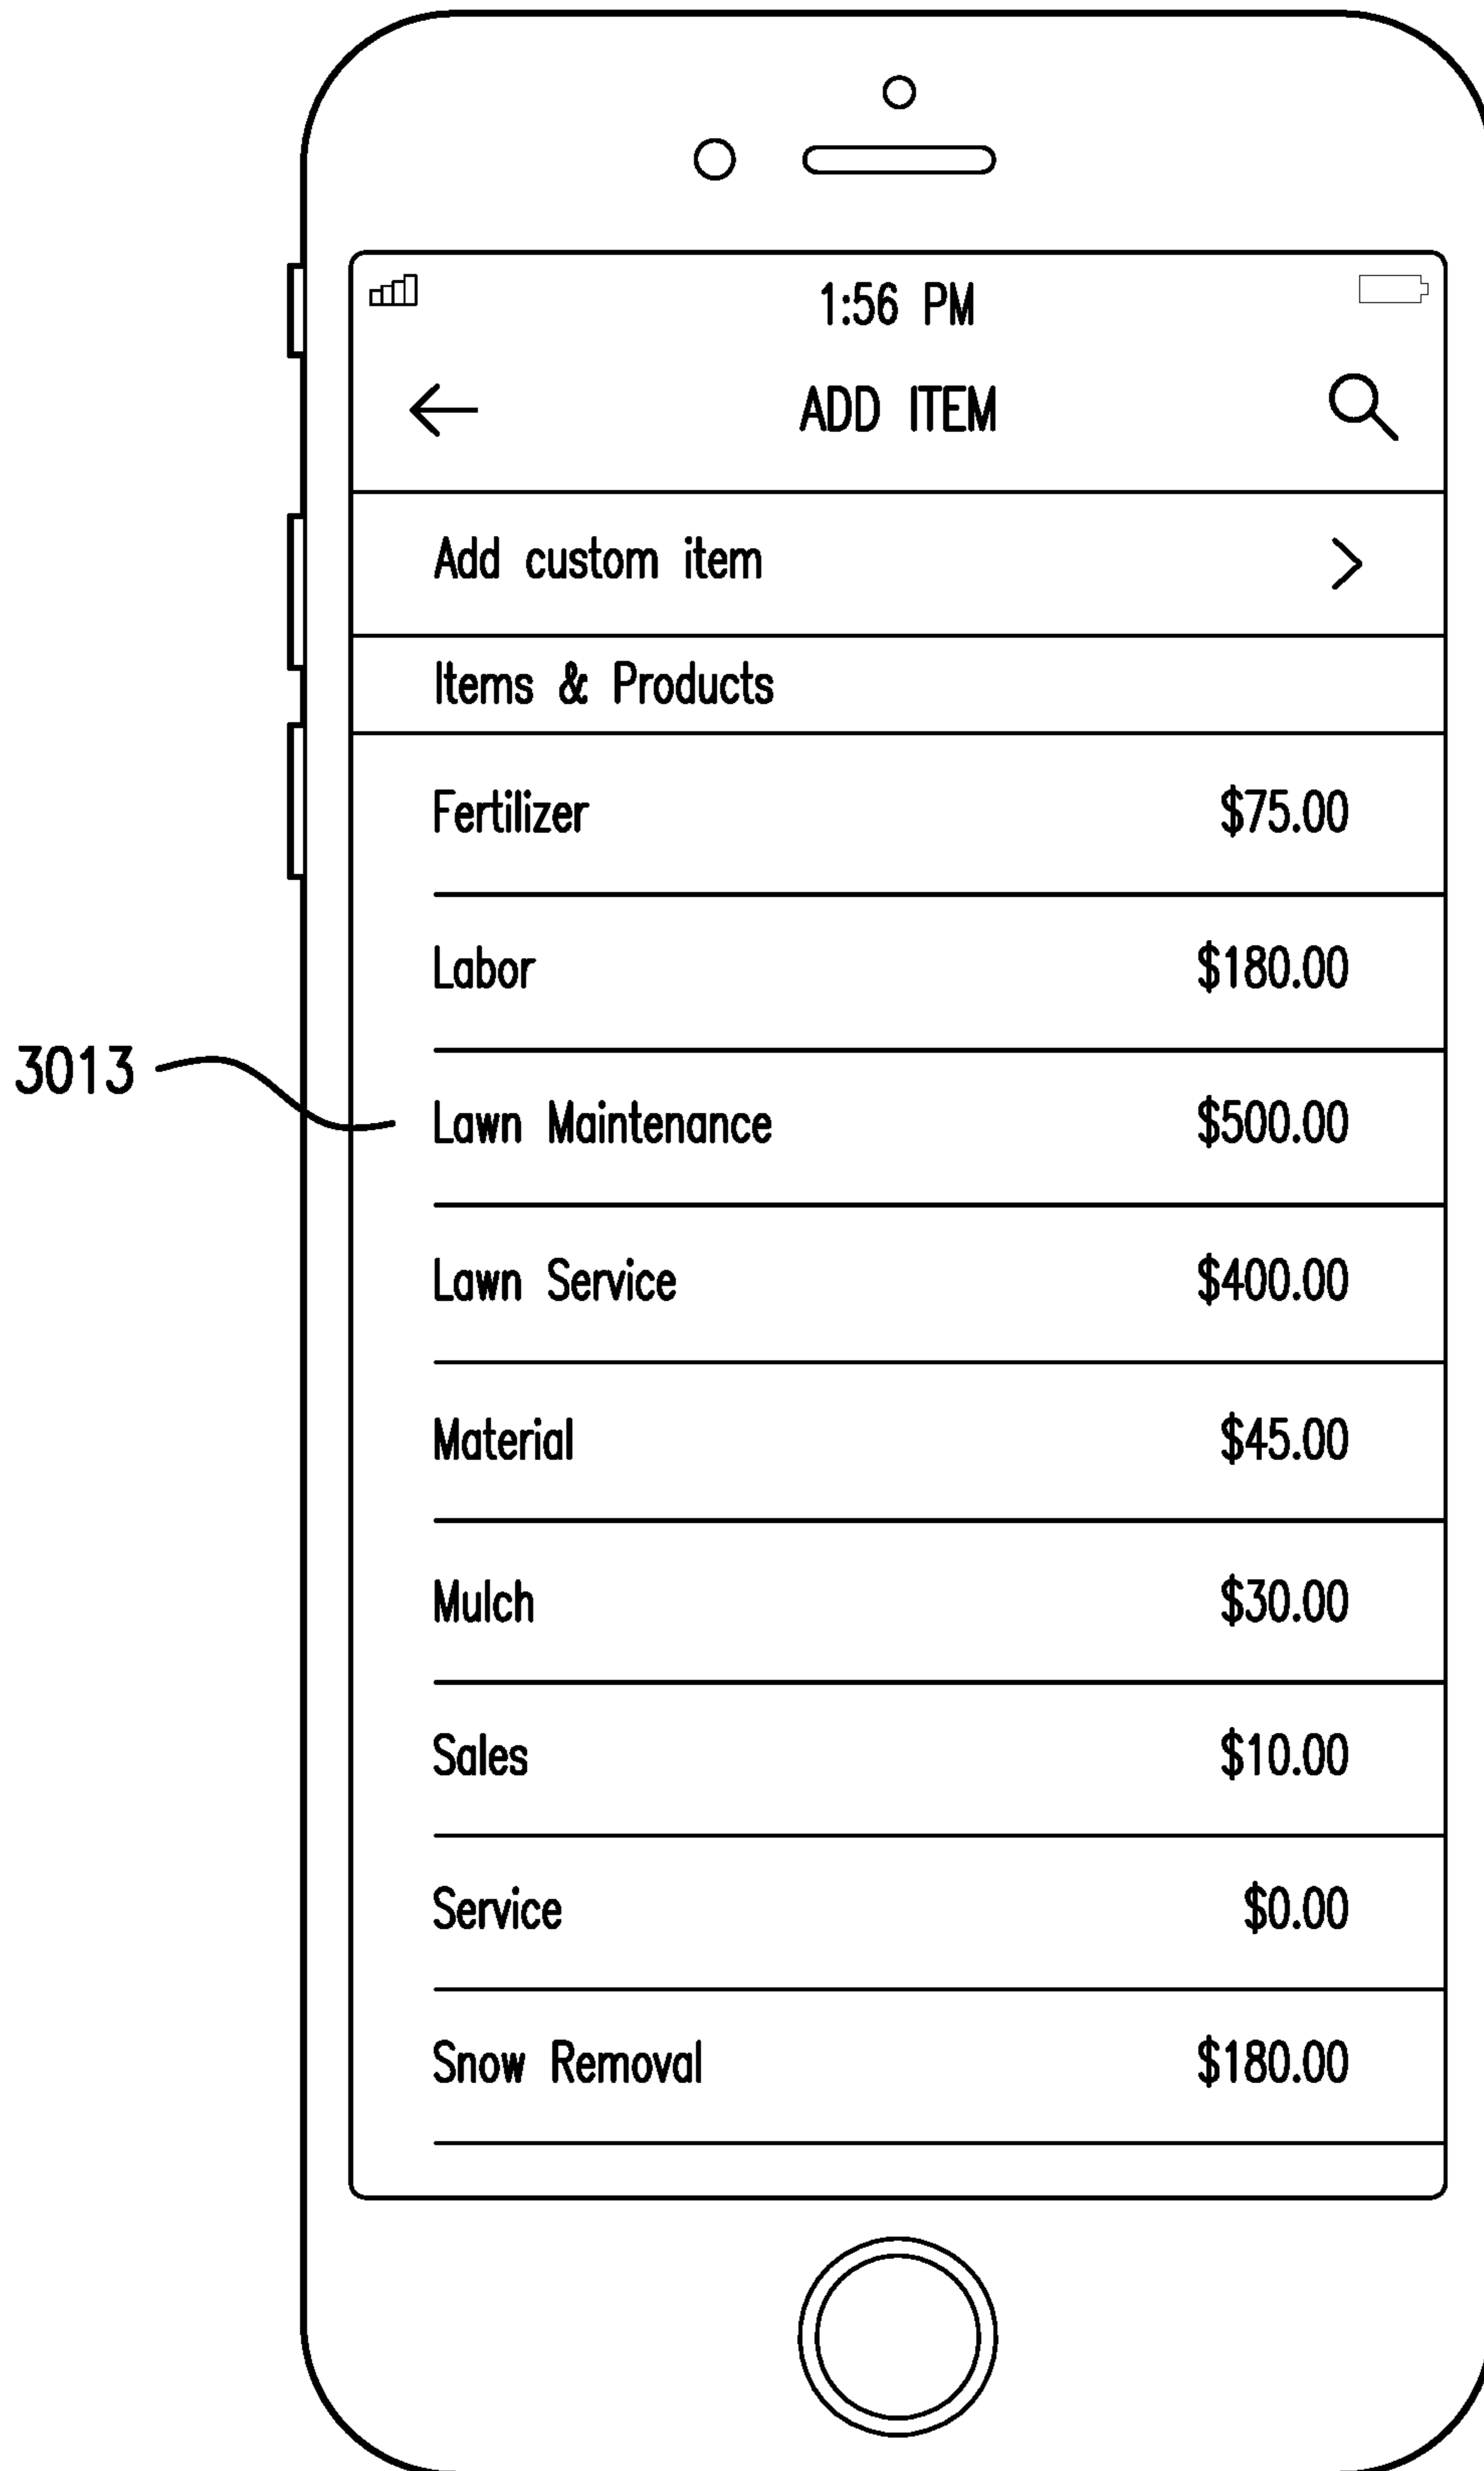 1:56 PM
ADD ITEM
Add custom item
Items & Products
Fertilizer $75.00
Labor $180.00
3013
Lawn Maintenance $500.00
Lawn Service $400.00
Material $45.00
Mulch $30.00
Sales $10.00
Service $0.00
Snow Removal $180.00